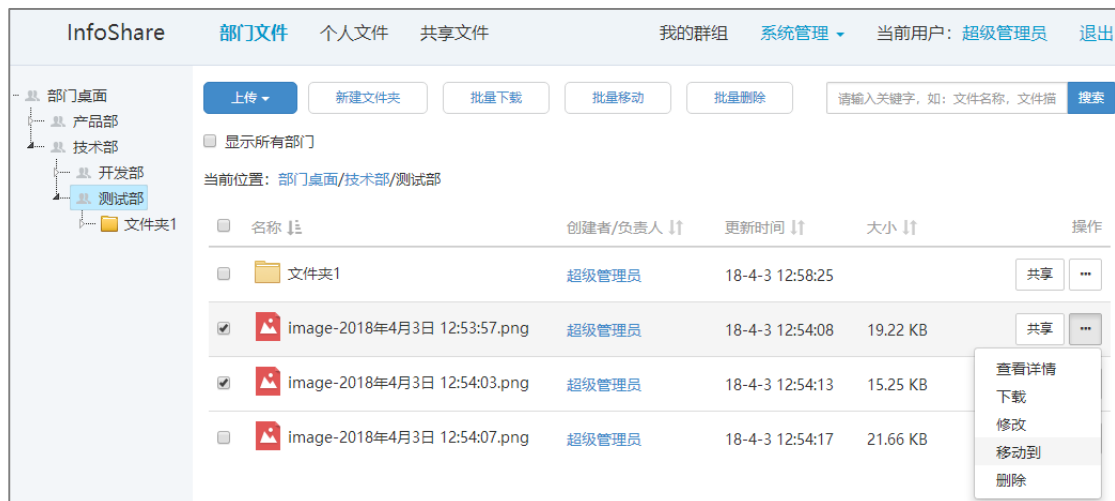 InfoShare 部门文件 个人文件 共享文件 我的群组 系统管理 当前用户：超级管理员 退出
部门桌面
产品部
技术部
开发部
测试部
文件夹1
上传 新建文件夹 批量下载 批量移动 批量删除 请输入关键字，如：文件名称，文件描 搜索
显示所有部门
当前位置：部门桌面/技术部/测试部
名称 创建者/负责人 更新时间 大小 操作
文件夹1 超级管理员 18-4-3 12:58:25 共享 ···
image-2018年4月3日 12:53:57.png 超级管理员 18-4-3 12:54:08 19.22 KB 共享 ···
image-2018年4月3日 12:54:03.png 超级管理员 18-4-3 12:54:13 15.25 KB
image-2018年4月3日 12:54:07.png 超级管理员 18-4-3 12:54:17 21.66 KB
查看详情
下载
修改
移动到
删除